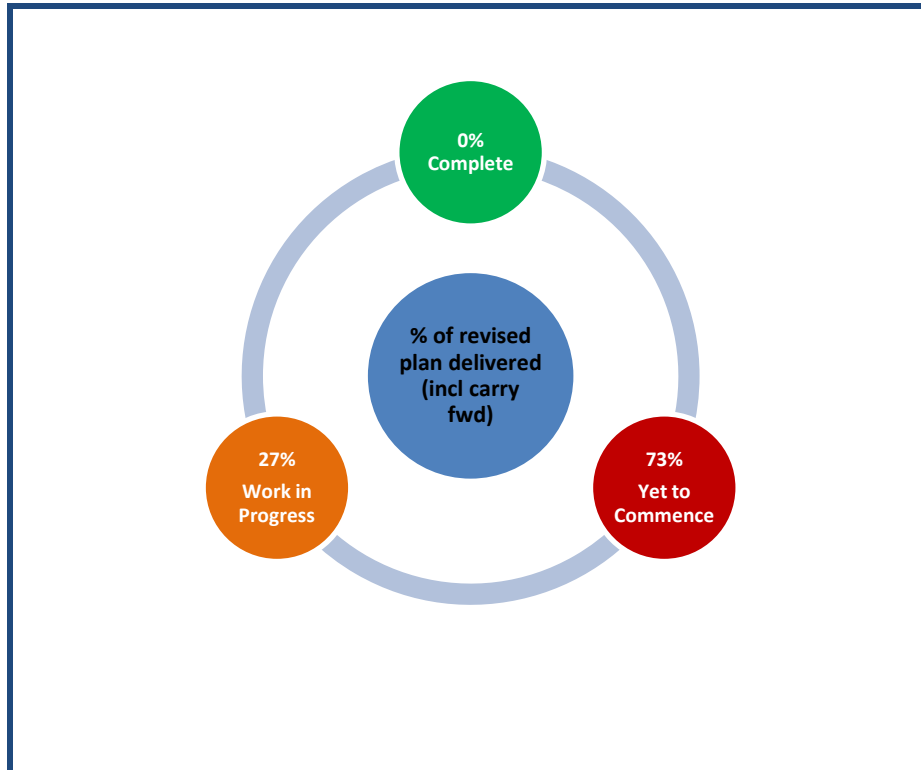 0%
Complete
% of revised
plan delivered
(incl carry
fwd)
27%
Work in
Progress
73%
Yet to
Commence